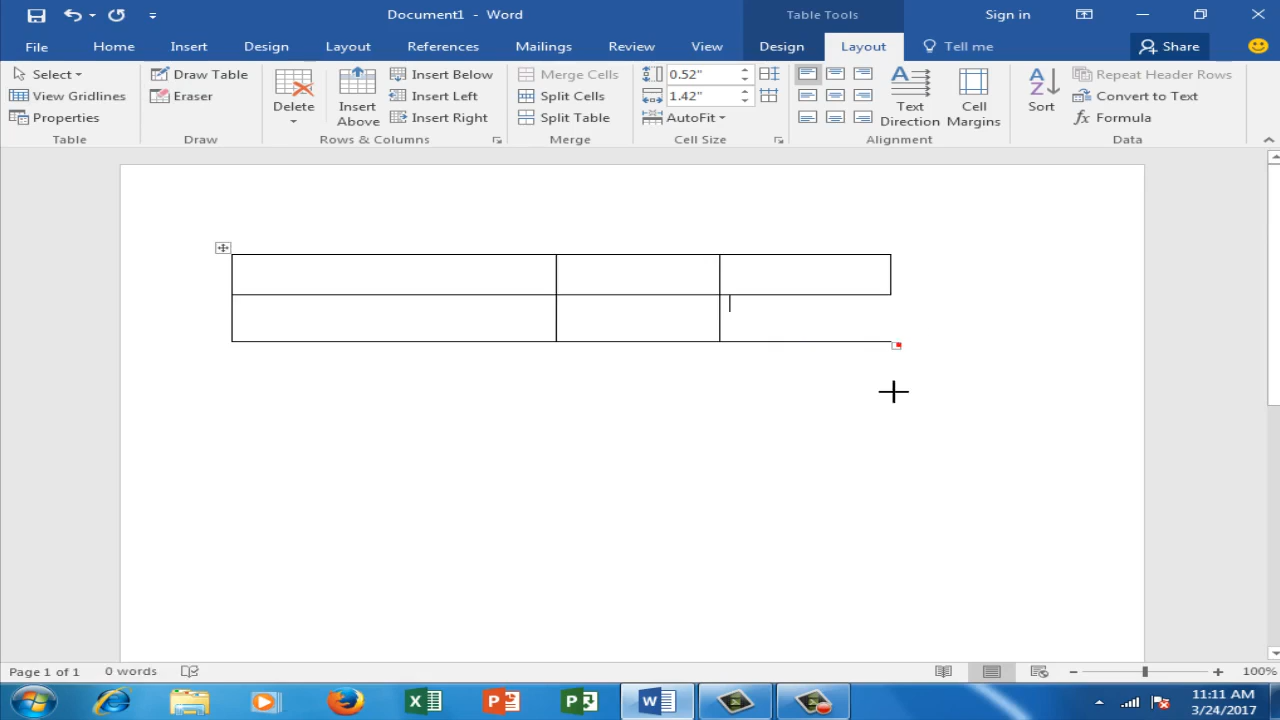 Document1 - Word
Table Tools
Sign in
File
Home
Insert
Design
Layout
References
Mailings
Review
View
Design
Layout
Tell me
Share
Select
View Gridlines
Properties
Table
Draw Table
Eraser
Draw
Delete
Insert Above
Insert Below
Insert Left
Insert Right
Rows & Columns
Merge Cells
Split Cells
Split Table
Merge
0.52"
1.42"
AutoFit
Cell Size
Text Direction
Cell Margins
Alignment
Sort
Repeat Header Rows
Convert to Text
fx Formula
Data
Page 1 of 1
0 words
100%
11:11 AM
3/24/2017